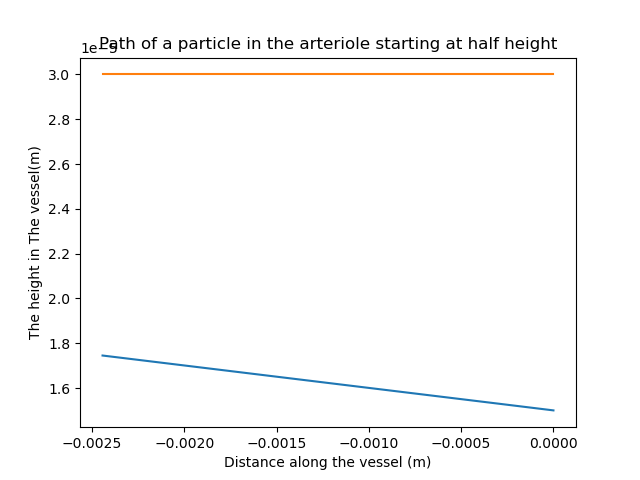 Path of a particle in the arteriole starting at half height
3.0
2.8
2.6
2.4
2.2
2.0
1.8
1.6
The height in The vessel(m)
−0.0025 −0.0020 −0.0015 −0.0010 −0.0005 0.0000
Distance along the vessel (m)